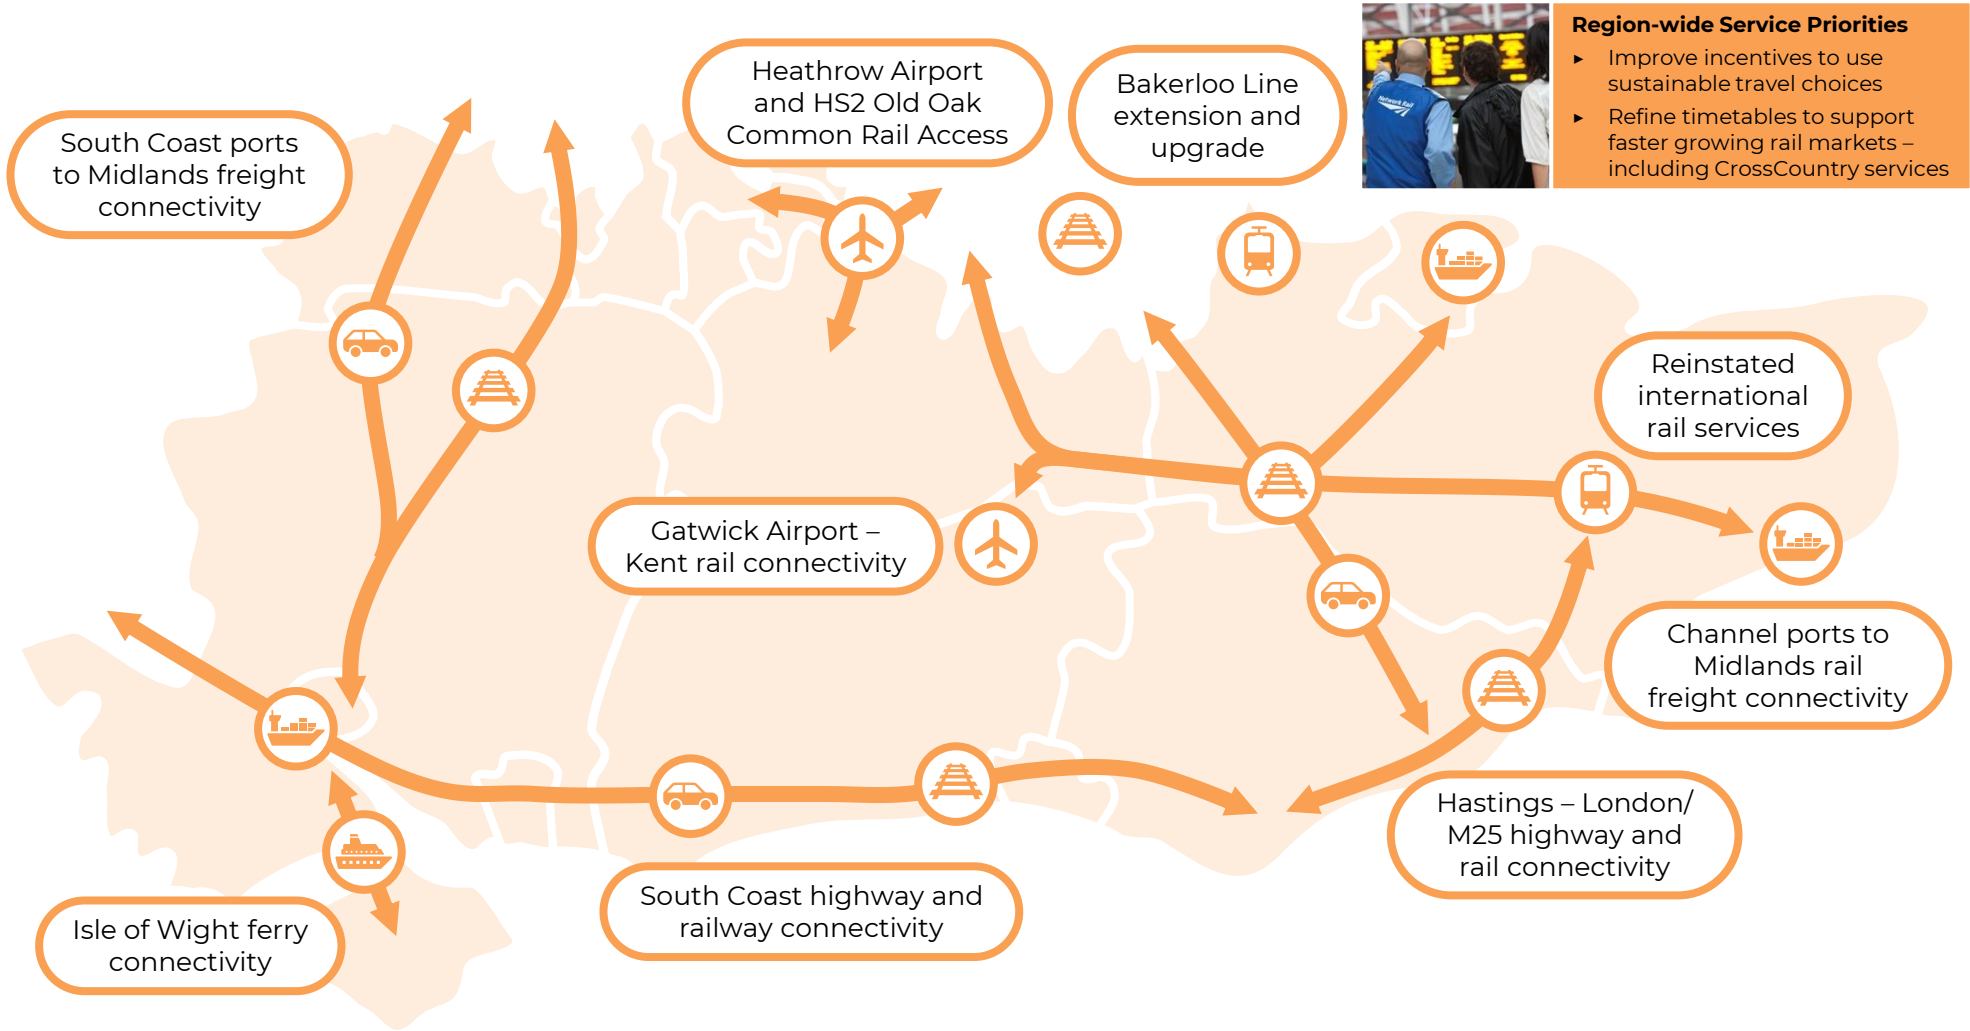 Region-wide Service Priorities
▸ Improve incentives to use
sustainable travel choices
▸ Refine timetables to support
faster growing rail markets –
including CrossCountry services
Network Rail
Heathrow Airport
and HS2 Old Oak
Common Rail Access
Bakerloo Line
extension and
upgrade
South Coast ports
to Midlands freight
connectivity
Reinstated
international
rail services
Gatwick Airport –
Kent rail connectivity
Channel ports to
Midlands rail
freight connectivity
Hastings – London/
M25 highway and
rail connectivity
South Coast highway and
railway connectivity
Isle of Wight ferry
connectivity